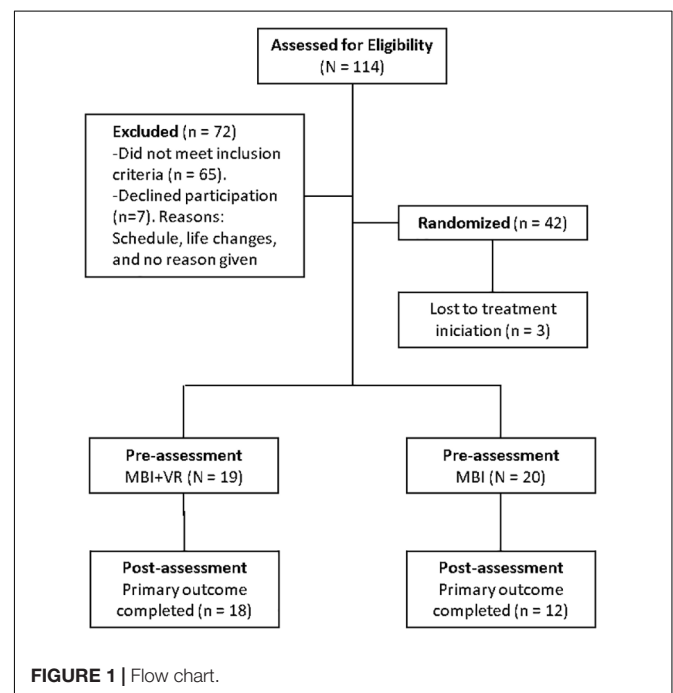 Assessed for Eligibility
(N = 114)
Excluded (n = 72)
-Did not meet inclusion
criteria (n = 65).
-Declined participation
(n=7). Reasons:
Schedule, life changes,
and no reason given
Randomized (n = 42)
Lost to treatment
iniciation (n = 3)
Pre-assessment
MBI+VR (N = 19)
Pre-assessment
MBI (N = 20)
Post-assessment
Primary outcome
completed (n = 18)
Post-assessment
Primary outcome
completed (n = 12)
FIGURE 1 | Flow chart.